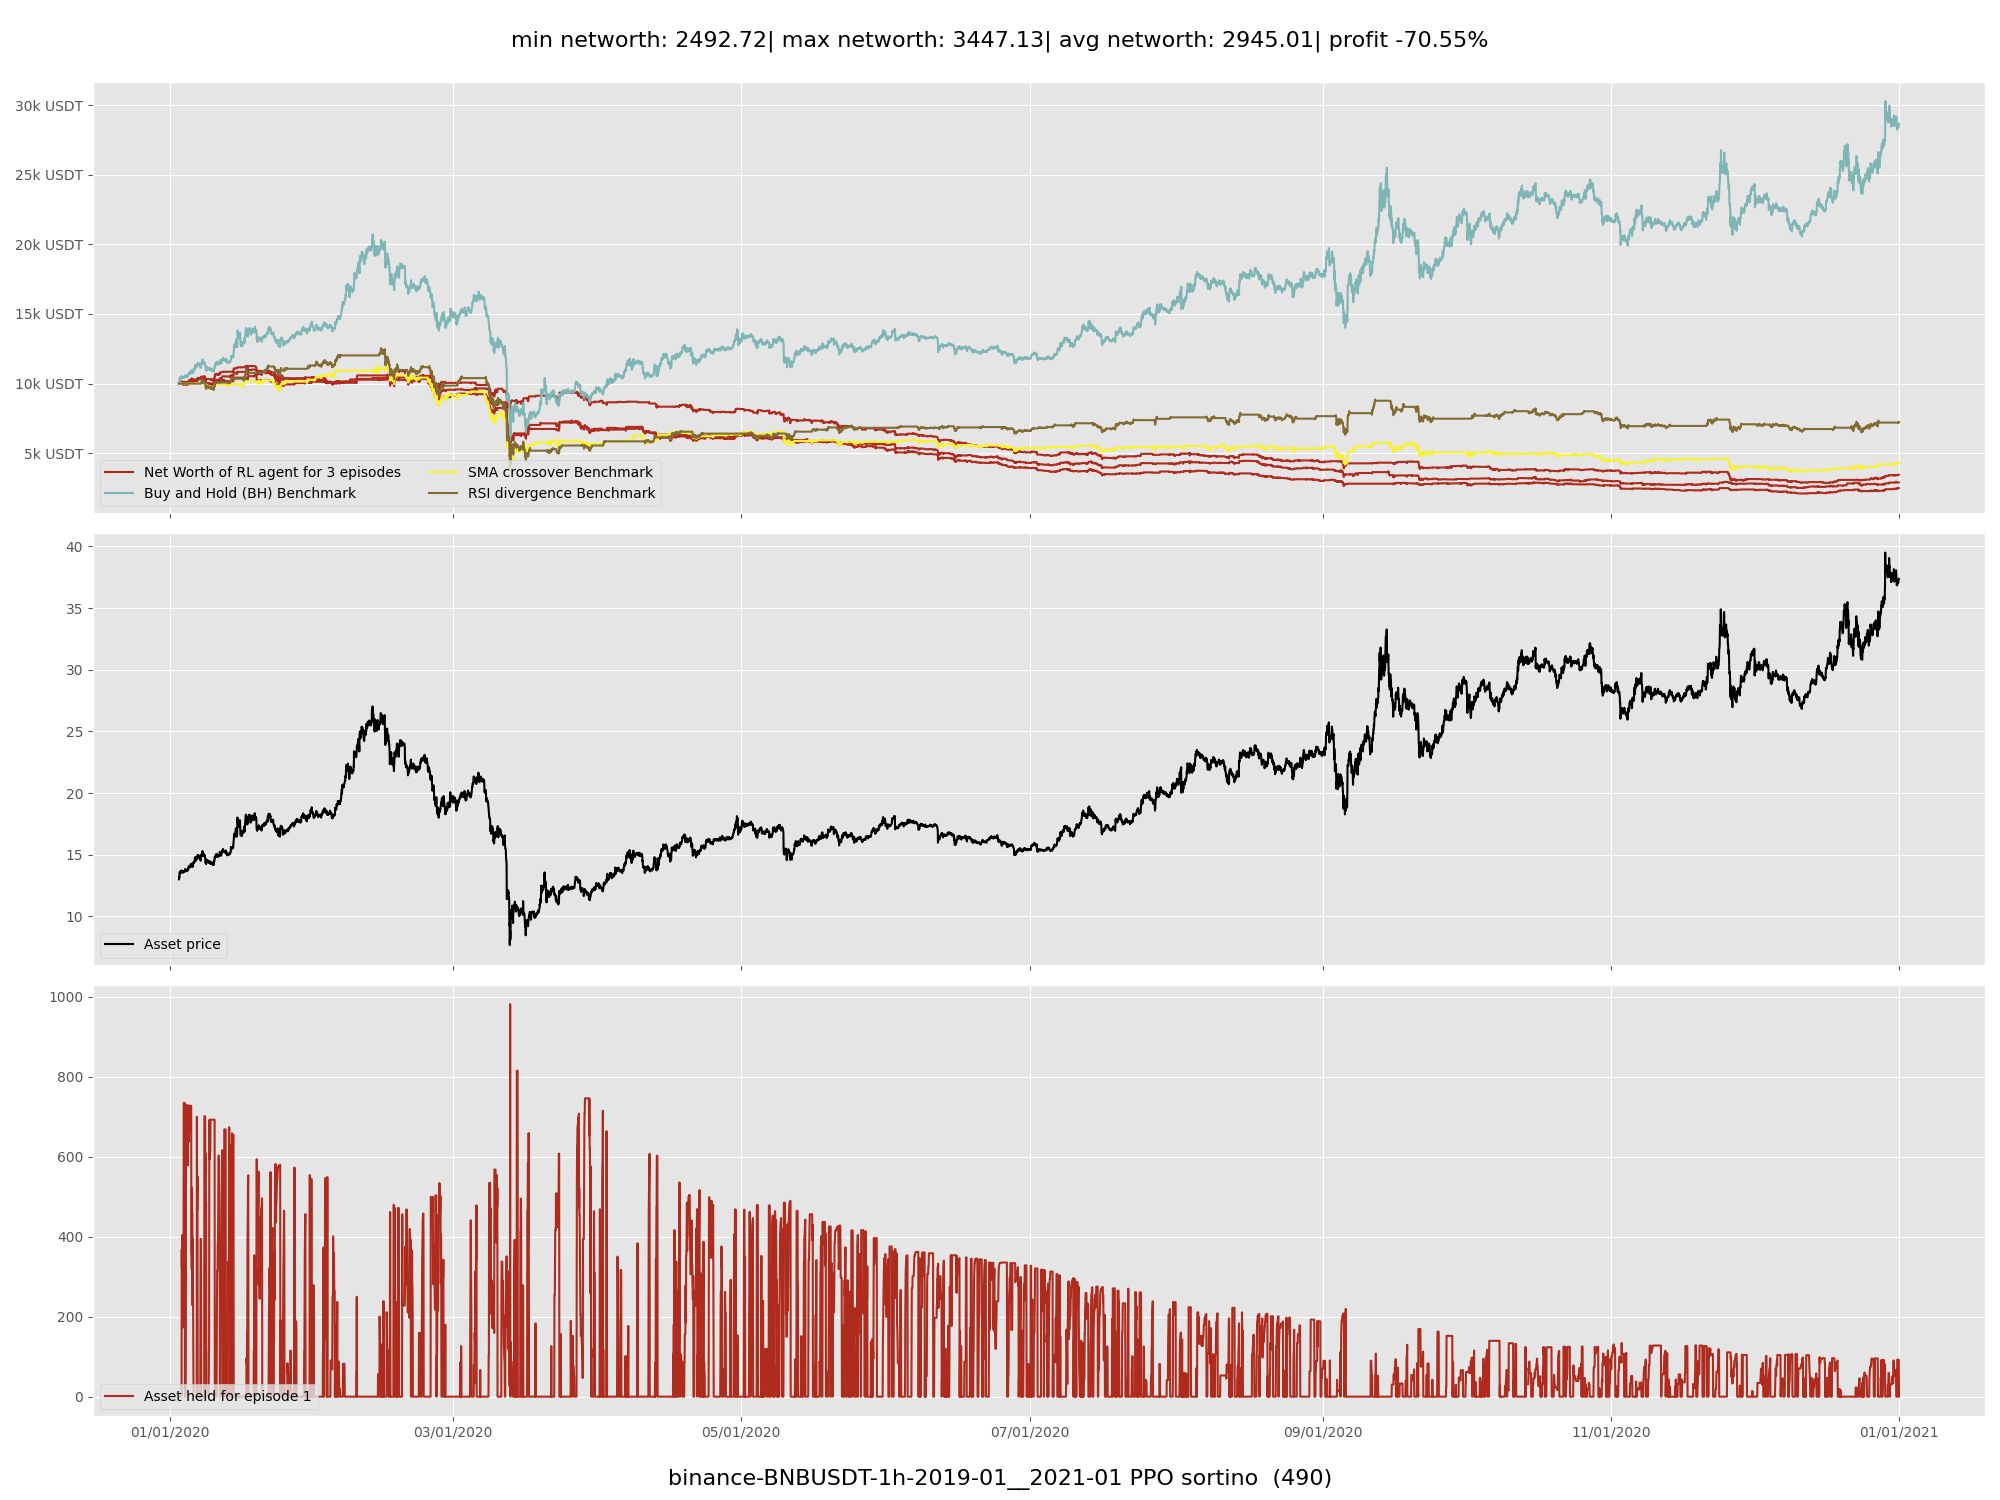 min networth: 2492.72| max networth: 3447.13| avg networth: 2945.01| profit -70.55%
30k USDT
25k USDT
20k USDT
15k USDT
10k USDT
5k USDT
Net Worth of RL agent for 3 episodes
Buy and Hold (BH) Benchmark
SMA crossover Benchmark
RSI divergence Benchmark
40
35
30
25
20
15
10
Asset price
1000
800
600
400
200
0
Asset held for episode 1
01/01/2020
03/01/2020
05/01/2020
07/01/2020
09/01/2020
11/01/2020
01/01/2021
binance-BNBUSDT-1h-2019-01__2021-01 PPO sortino  (490)